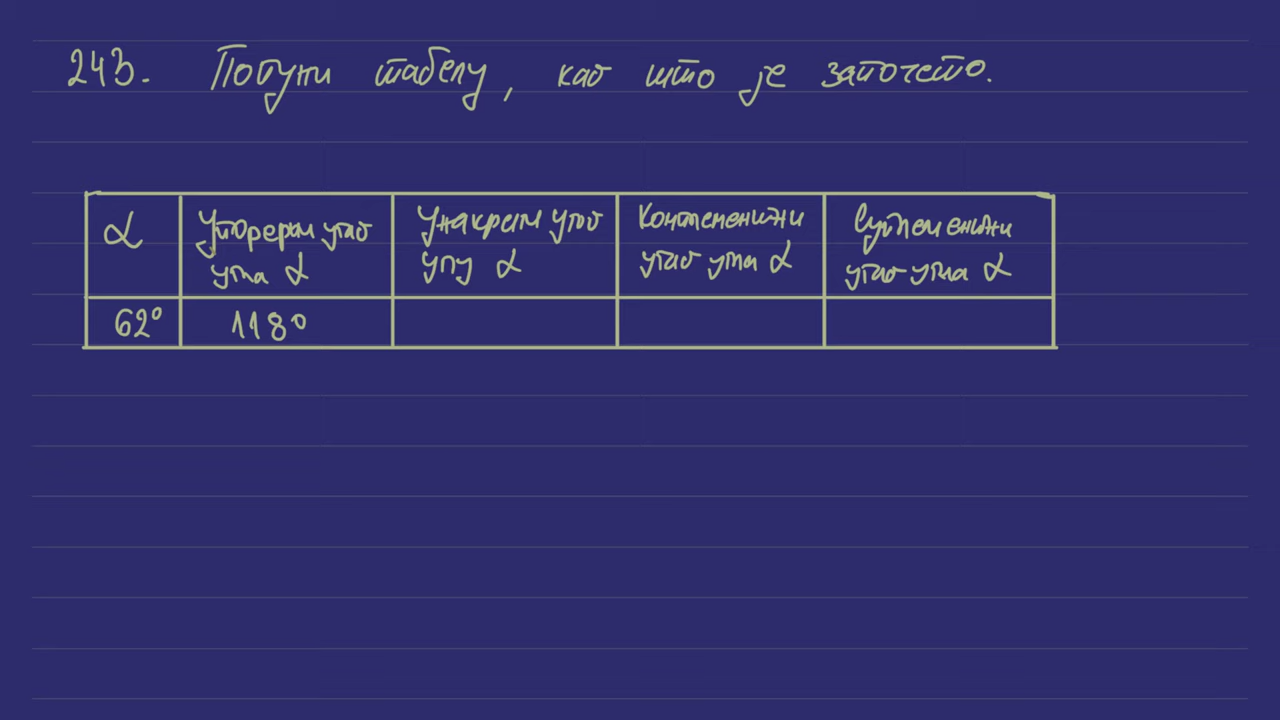 243. Попуни табелу, као што је започето.
α
Упоредни угао
угла α
Унакрсни угао
углу α
Комплементни
угао угла α
Суплементни
угао угла α
62°
118°